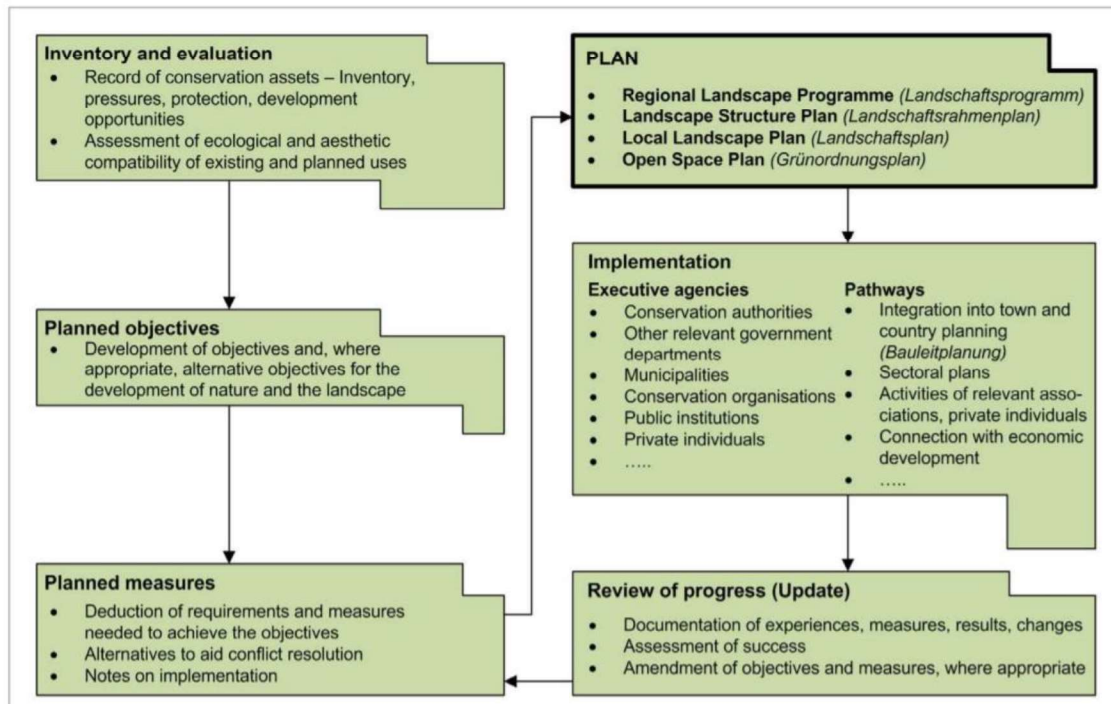 Inventory and evaluation
• Record of conservation assets – Inventory,
pressures, protection, development
opportunities
• Assessment of ecological and aesthetic
compatibility of existing and planned uses
Planned objectives
• Development of objectives and, where
appropriate, alternative objectives for the
development of nature and the landscape
Planned measures
• Deduction of requirements and measures
needed to achieve the objectives
• Alternatives to aid conflict resolution
• Notes on implementation
PLAN
• Regional Landscape Programme (Landschaftsprogramm)
• Landscape Structure Plan (Landschaftsrahmenplan)
• Local Landscape Plan (Landschaftsplan)
• Open Space Plan (Grünordnungsplan)
Implementation
Executive agencies
• Conservation authorities
• Other relevant government
departments
• Municipalities
• Conservation organisations
• Public institutions
• Private individuals
• .....
Pathways
• Integration into town and
country planning
(Bauleitplanung)
• Sectoral plans
• Activities of relevant asso-
ciations, private individuals
• Connection with economic
development
• .....
Review of progress (Update)
• Documentation of experiences, measures, results, changes
• Assessment of success
• Amendment of objectives and measures, where appropriate